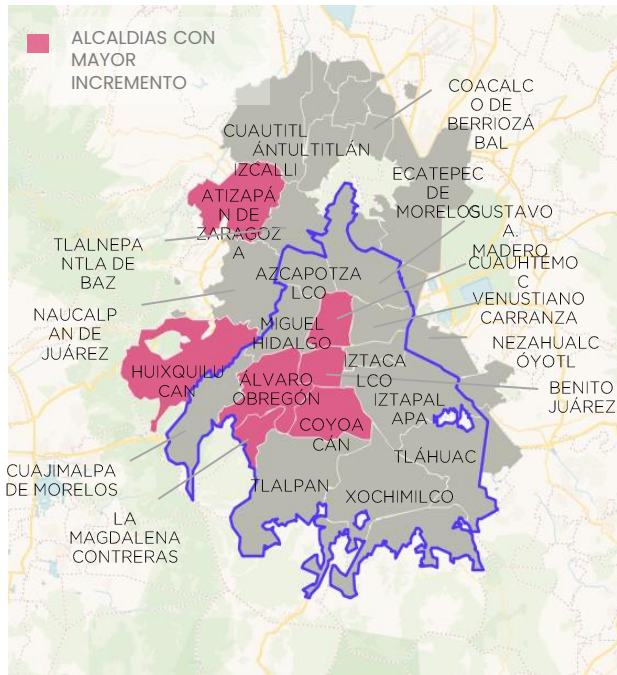 ALCALDIAS CON
MAYOR
INCREMENTO
COACALC
O DE
BERRIOZÁ
BAL
CUAUTITL
ÁNTULTITLÁN
IZCALLI
ECATEPEC
DE
MORELOS
ATIZAPÁ
N DE
ZARAGOZ
A
GUSTAVO
A.
MADERO
TLALNEPA
NTLA DE
BAZ
CUAUHTEMO
C
AZCAPOTZA
LCO
VENUSTIANO
CARRANZA
NAUCALP
AN DE
JUÁREZ
MIGUEL
HIDALGO
NEZAHUALC
ÓYOTL
HUIXQUILU
CAN
IZTACA
LCO
ÁLVARO
OBREGÓN
BENITO
JUÁREZ
IZTAPAL
APA
COYOA
CÁN
TLÁHUAC
CUAJIMALPA
DE MORELOS
TLALPAN
XOCHIMILCO
LA
MAGDALENA
CONTRERAS